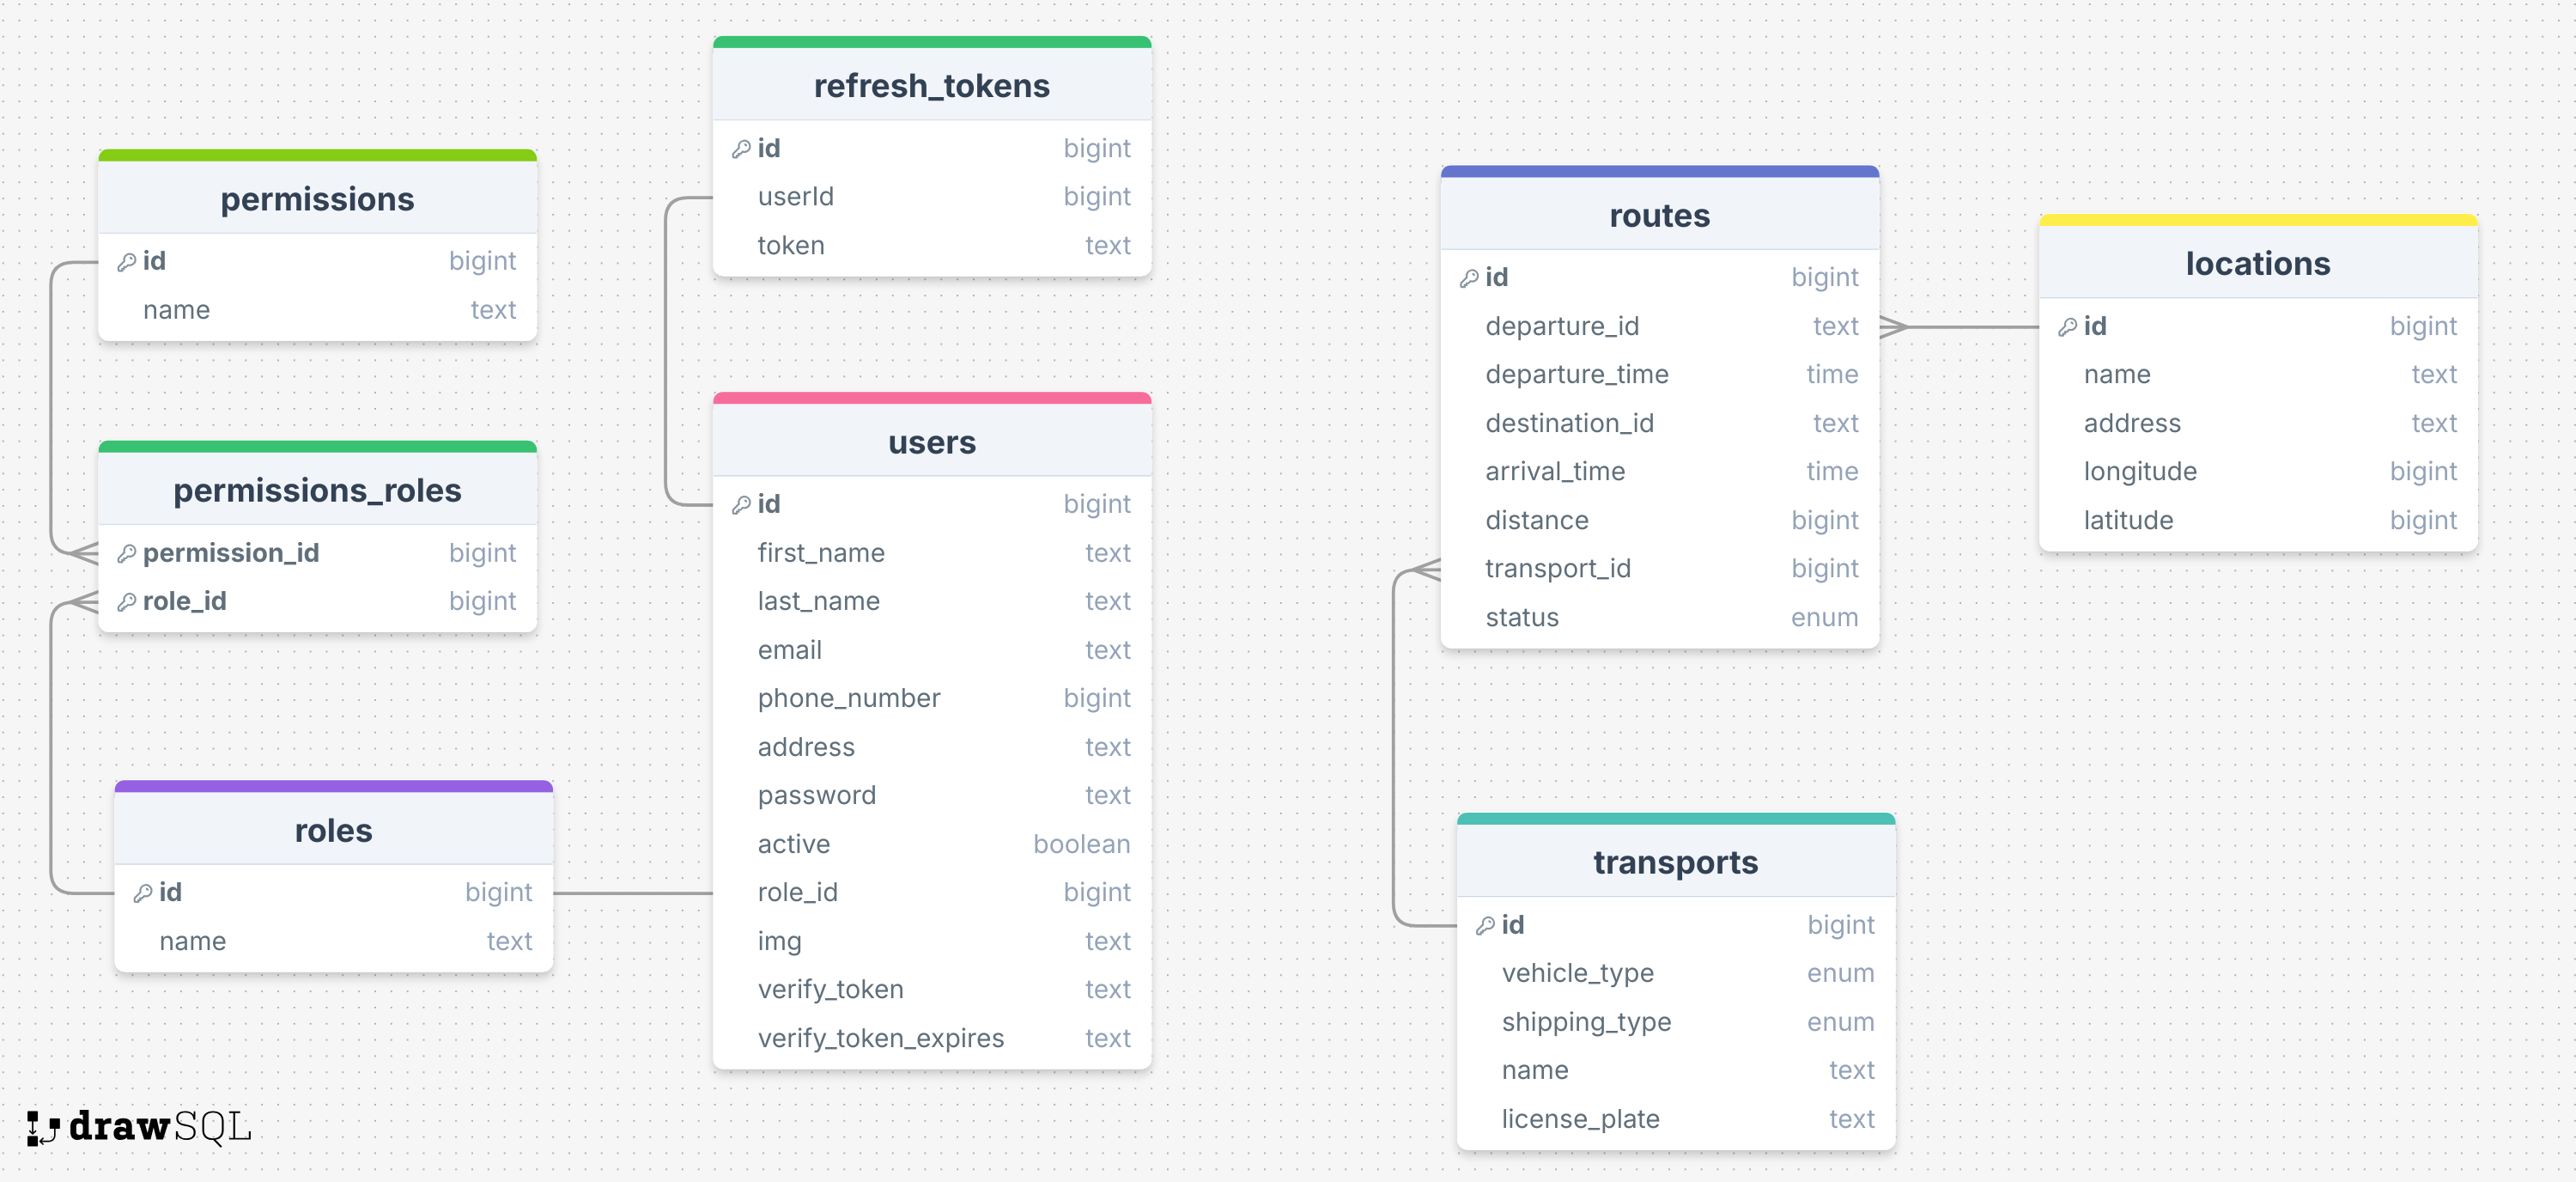 permissions
id bigint
name text
permissions_roles
permission_id bigint
role_id bigint
roles
id bigint
name text
refresh_tokens
id bigint
userId bigint
token text
users
id bigint
first_name text
last_name text
email text
phone_number bigint
address text
password text
active boolean
role_id bigint
img text
verify_token text
verify_token_expires text
routes
id bigint
departure_id text
departure_time time
destination_id text
arrival_time time
distance bigint
transport_id bigint
status enum
transports
id bigint
vehicle_type enum
shipping_type enum
name text
license_plate text
locations
id bigint
name text
address text
longitude bigint
latitude bigint
drawSQL